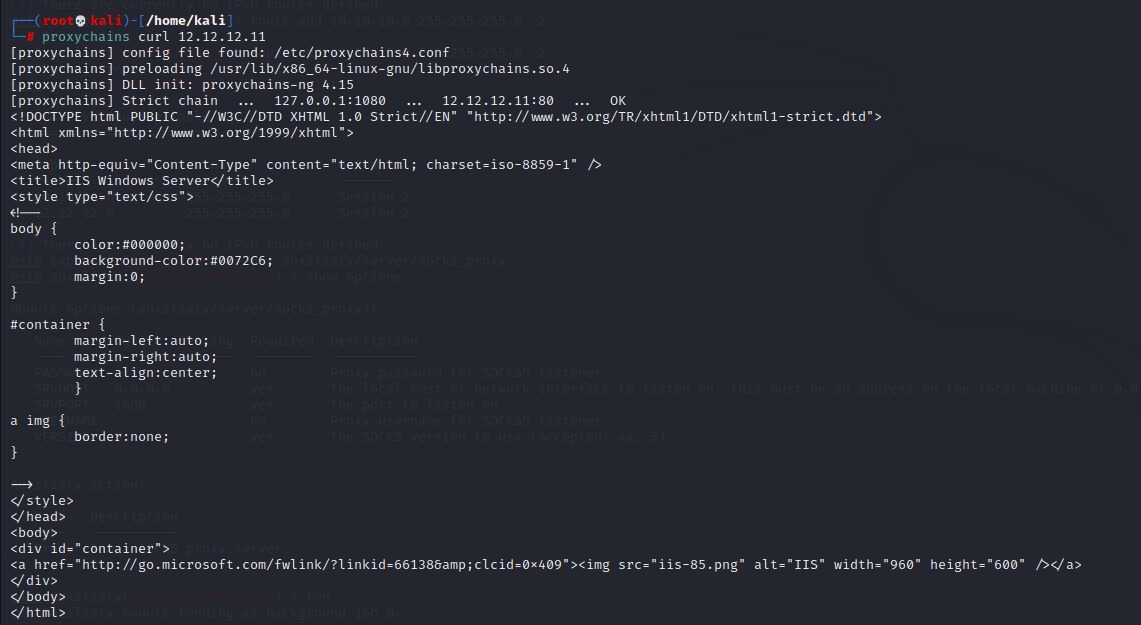 ┌──(root💀kali)-[/home/kali]
└─# proxychains curl 12.12.12.11
[proxychains] config file found: /etc/proxychains4.conf
[proxychains] preloading /usr/lib/x86_64-linux-gnu/libproxychains.so.4
[proxychains] DLL init: proxychains-ng 4.15
[proxychains] Strict chain  ...  127.0.0.1:1080  ...  12.12.12.11:80  ...  OK
<!DOCTYPE html PUBLIC "-//W3C//DTD XHTML 1.0 Strict//EN" "http://www.w3.org/TR/xhtml1/DTD/xhtml1-strict.dtd">
<html xmlns="http://www.w3.org/1999/xhtml">
<head>
<meta http-equiv="Content-Type" content="text/html; charset=iso-8859-1" />
<title>IIS Windows Server</title>
<style type="text/css">
<!--
body {
        color:#000000;
        background-color:#0072C6;
        margin:0;
}

#container {
        margin-left:auto;
        margin-right:auto;
        text-align:center;
        }

a img {
        border:none;
}

-->
</style>
</head>
<body>
<div id="container">
<a href="http://go.microsoft.com/fwlink/?linkid=66138&amp;clcid=0x409"><img src="iis-85.png" alt="IIS" width="960" height="600" /></a>
</div>
</body>
</html>